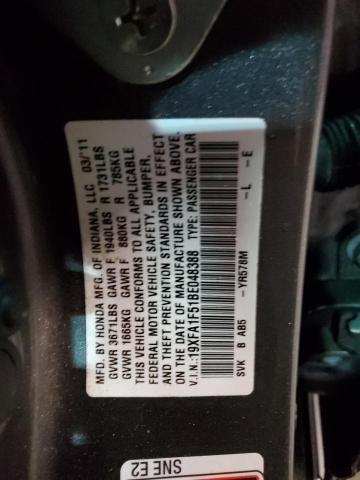 MFD. BY HONDA MFG. OF INDIANA, LLC 03/'11
GVWR 3671LBS GAWR F 1940LBS R 1731LBS
GVWR 1665KG GAWR F 880KG R 785KG
THIS VEHICLE CONFORMS TO ALL APPLICABLE
FEDERAL MOTOR VEHICLE SAFETY, BUMPER,
AND THEFT PREVENTION STANDARDS IN EFFECT
ON THE DATE OF MANUFACTURE SHOWN ABOVE.
V.I.N.:19XFA1F51BE048388 TYPE: PASSENGER CAR
SVK B AB5 -YR578M -L -E
SNE E2